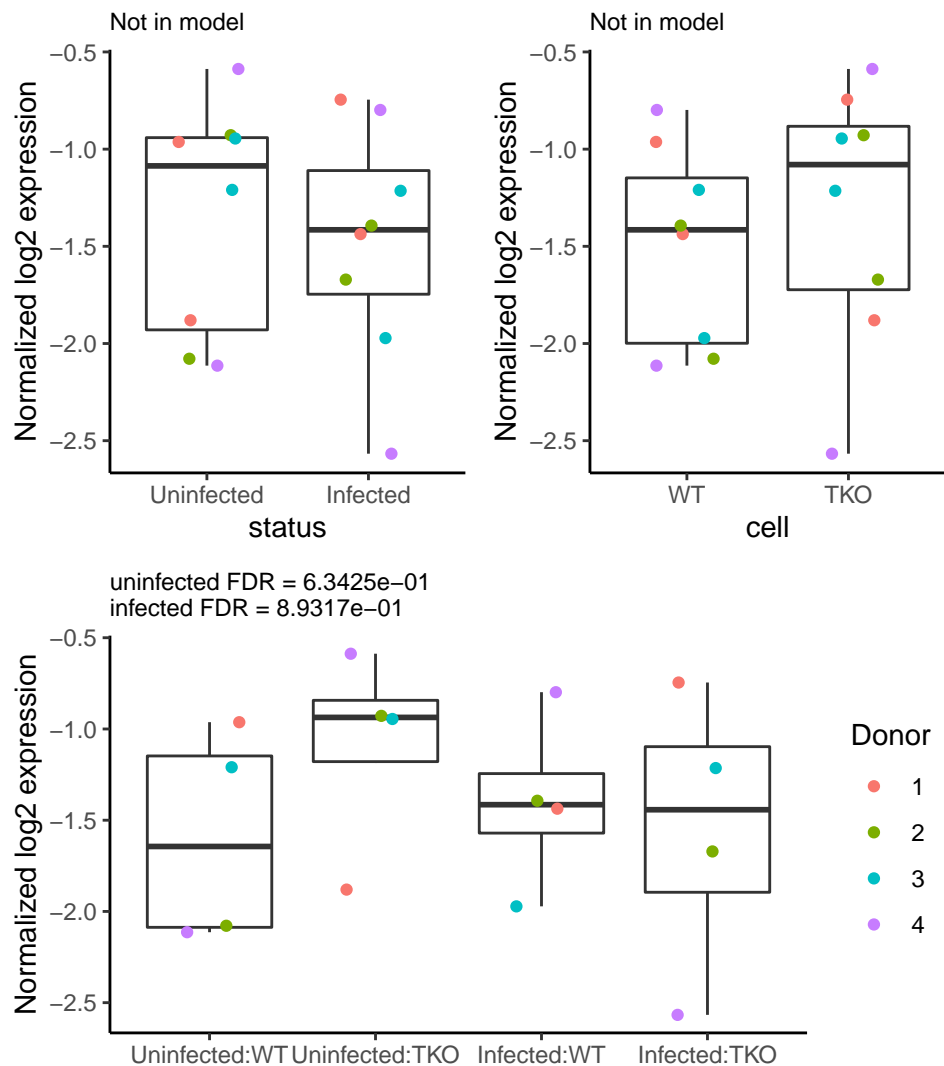 Not in model
Normalized log2 expression
−0.5
−1.0
−1.5
−2.0
−2.5
Uninfected
Infected
status
Not in model
Normalized log2 expression
−0.5
−1.0
−1.5
−2.0
−2.5
WT
TKO
cell
uninfected FDR = 6.3425e−01
infected FDR = 8.9317e−01
Normalized log2 expression
−0.5
−1.0
−1.5
−2.0
−2.5
Uninfected:WT
Uninfected:TKO
Infected:WT
Infected:TKO
Donor
1
2
3
4